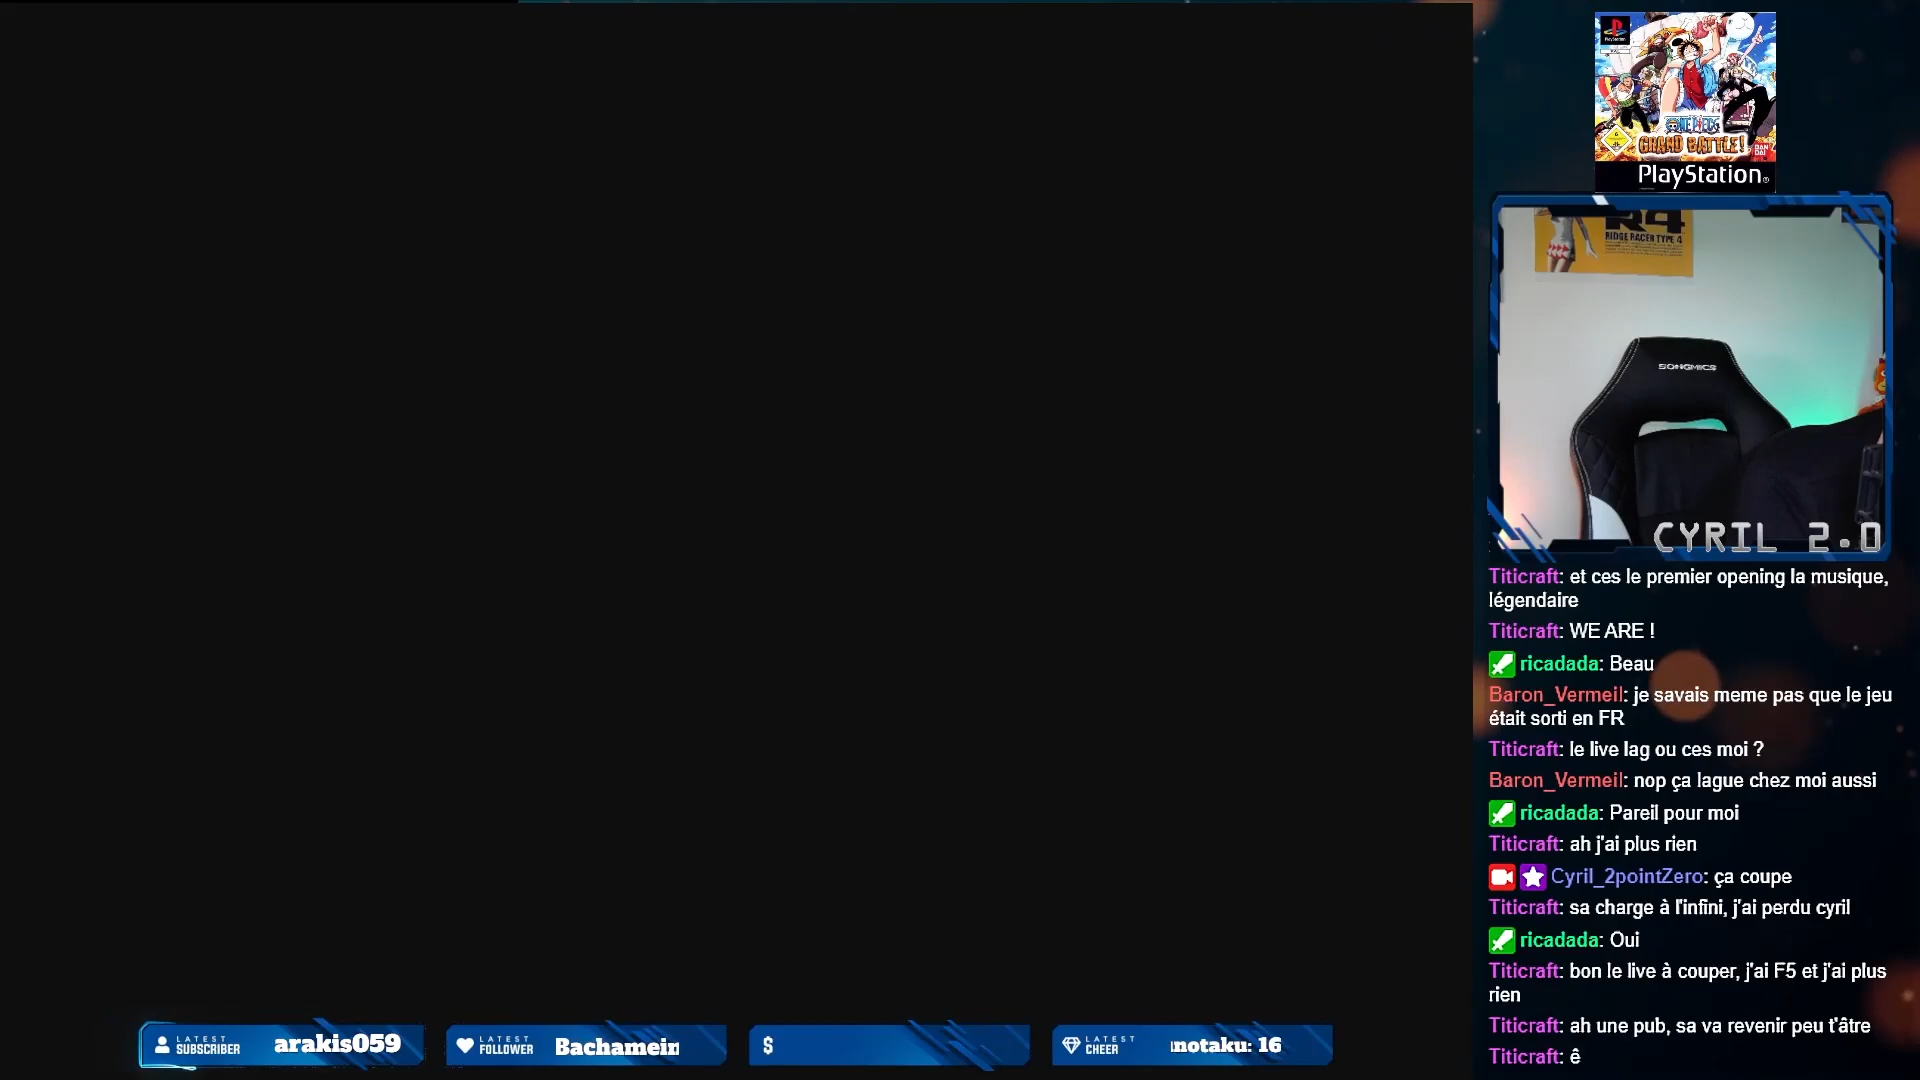 PlayStation
ONE PIECE
GRAND BATTLE!
BAN
DAI
PlayStation®
R4
RIDGE RACER TYPE 4
SONGMICS
CYRIL 2.0
Titicraft: et ces le premier opening la musique,
légendaire
Titicraft: WE ARE !
ricadada: Beau
Baron_Vermeil: je savais meme pas que le jeu
était sorti en FR
Titicraft: le live lag ou ces moi ?
Baron_Vermeil: nop ça lague chez moi aussi
ricadada: Pareil pour moi
Titicraft: ah j'ai plus rien
Cyril_2pointZero: ça coupe
Titicraft: sa charge à l'infini, j'ai perdu cyril
ricadada: Oui
Titicraft: bon le live à couper, j'ai F5 et j'ai plus
rien
Titicraft: ah une pub, sa va revenir peu t'âtre
Titicraft: ê
LATEST
SUBSCRIBER
arakis059
LATEST
FOLLOWER
Bachamein
$
LATEST
CHEER
notaku: 16